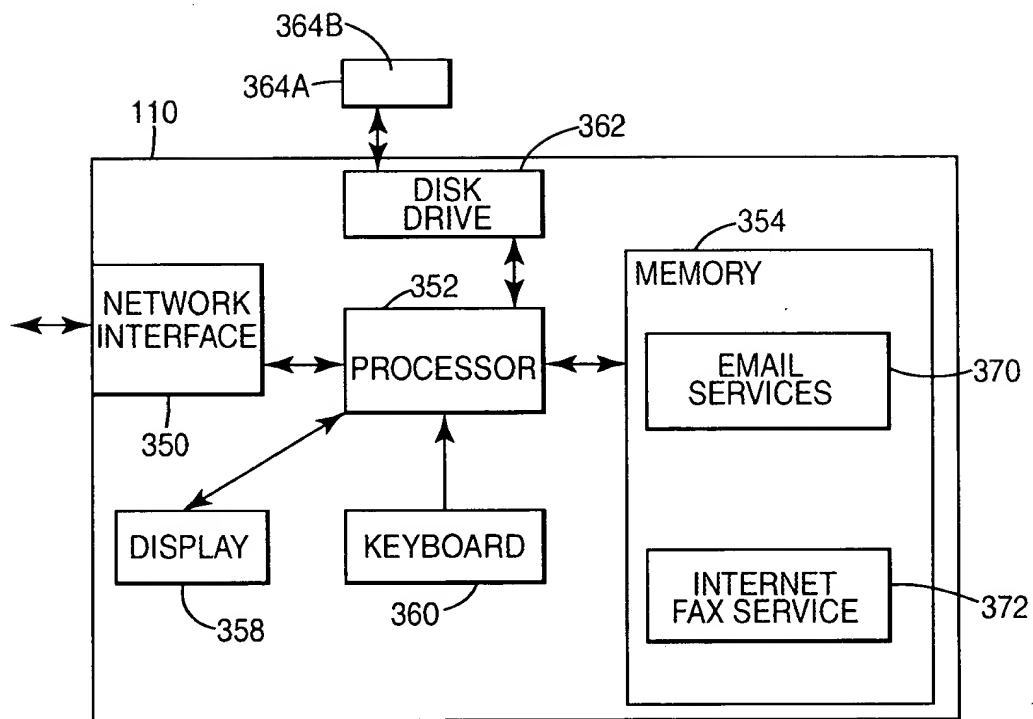 364B
364A
110
362
DISK
DRIVE
354
MEMORY
352
NETWORK
INTERFACE
PROCESSOR
EMAIL
SERVICES
370
350
DISPLAY
KEYBOARD
INTERNET
FAX SERVICE
372
358
360